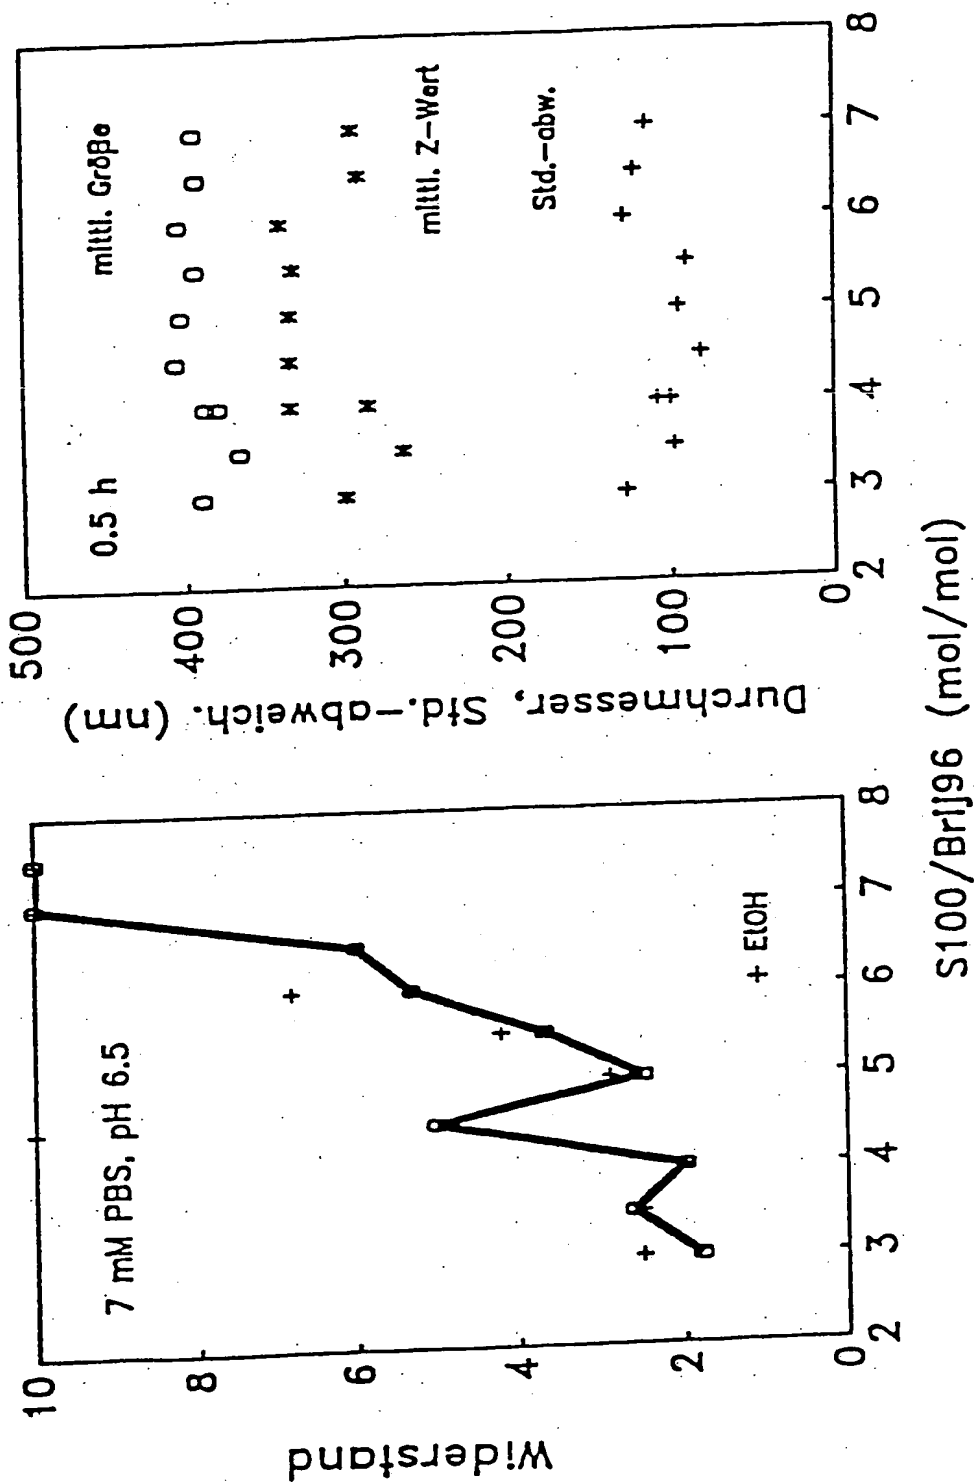 Widerstand
10
8
6
4
2
0
7 mM PBS, pH 6.5
+ EtOH
2 3 4 5 6 7 8
Durchmesser, Std.-abweich. (nm)
500
400
300
200
100
0
0.5 h
mittl. Größe
mittl. Z-Wert
Std.-abw.
2 3 4 5 6 7 8
S100/Brij96 (mol/mol)